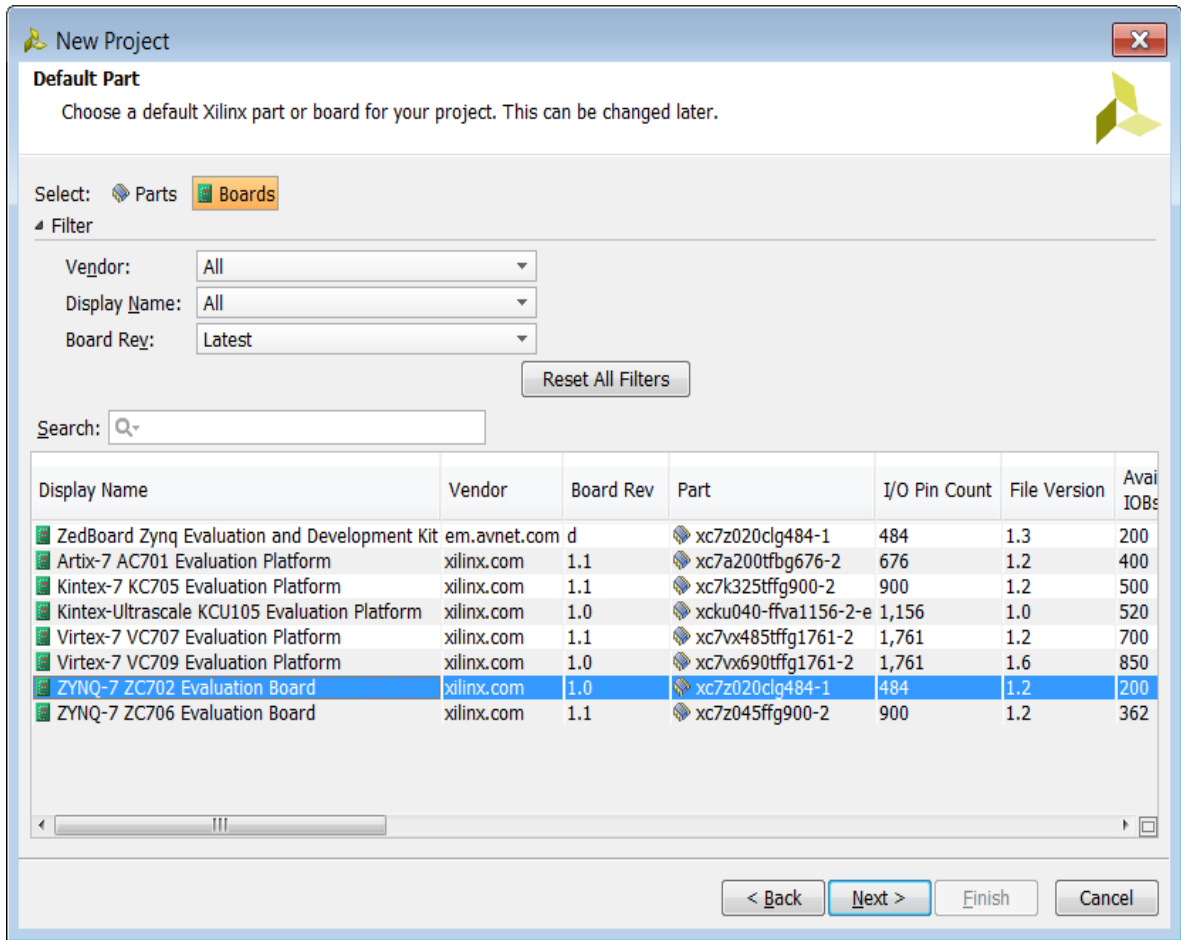 New Project
Default Part
Choose a default Xilinx part or board for your project. This can be changed later.
Select: Parts Boards
Filter
Vendor: All
Display Name: All
Board Rev: Latest
Reset All Filters
Search:
Display Name Vendor Board Rev Part I/O Pin Count File Version Avai IOBs
ZedBoard Zynq Evaluation and Development Kit em.avnet.com d xc7z020clg484-1 484 1.3 200
Artix-7 AC701 Evaluation Platform xilinx.com 1.1 xc7a200tfbg676-2 676 1.2 400
Kintex-7 KC705 Evaluation Platform xilinx.com 1.1 xc7k325tffg900-2 900 1.2 500
Kintex-Ultrascale KCU105 Evaluation Platform xilinx.com 1.0 xcku040-ffva1156-2-e 1,156 1.0 520
Virtex-7 VC707 Evaluation Platform xilinx.com 1.1 xc7vx485tffg1761-2 1,761 1.2 700
Virtex-7 VC709 Evaluation Platform xilinx.com 1.0 xc7vx690tffg1761-2 1,761 1.6 850
ZYNQ-7 ZC702 Evaluation Board xilinx.com 1.0 xc7z020clg484-1 484 1.2 200
ZYNQ-7 ZC706 Evaluation Board xilinx.com 1.1 xc7z045ffg900-2 900 1.2 362
< Back Next > Finish Cancel